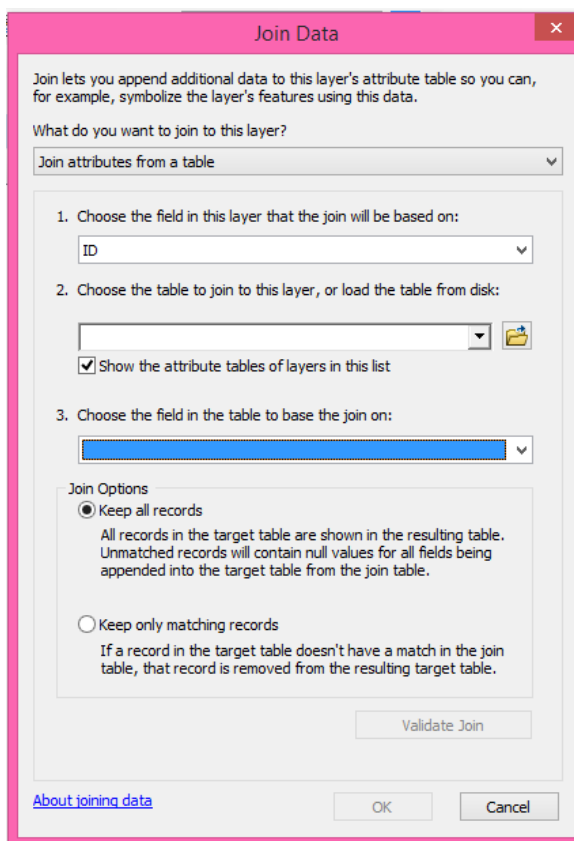 Join Data
Join lets you append additional data to this layer's attribute table so you can,
for example, symbolize the layer's features using this data.
What do you want to join to this layer?
Join attributes from a table
1. Choose the field in this layer that the join will be based on:
ID
2. Choose the table to join to this layer, or load the table from disk:
Show the attribute tables of layers in this list
3. Choose the field in the table to base the join on:
Join Options
Keep all records
All records in the target table are shown in the resulting table.
Unmatched records will contain null values for all fields being
appended into the target table from the join table.
Keep only matching records
If a record in the target table doesn't have a match in the join
table, that record is removed from the resulting target table.
Validate Join
About joining data
OK
Cancel